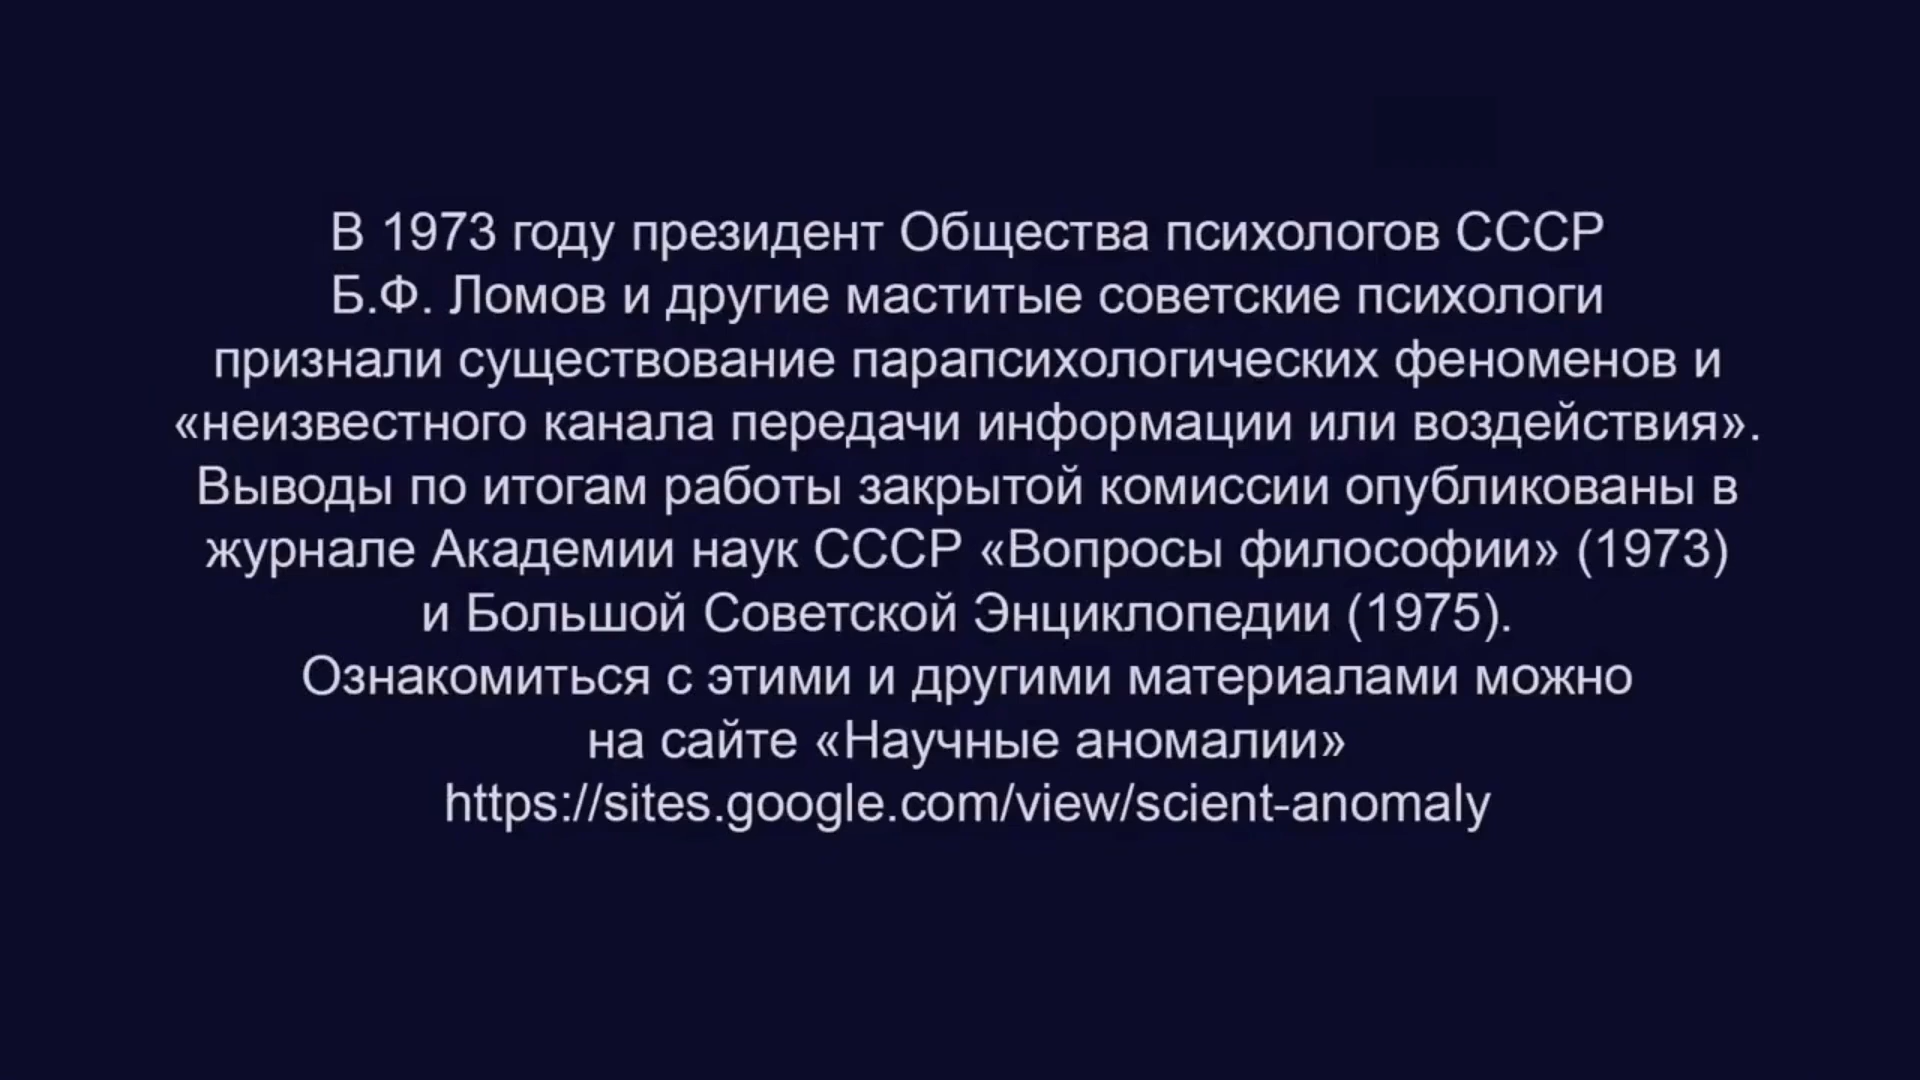 В 1973 году президент Общества психологов СССР
Б.Ф. Ломов и другие маститые советские психологи
признали существование парапсихологических феноменов и
«неизвестного канала передачи информации или воздействия».
Выводы по итогам работы закрытой комиссии опубликованы в
журнале Академии наук СССР «Вопросы философии» (1973)
и Большой Советской Энциклопедии (1975).
Ознакомиться с этими и другими материалами можно
на сайте «Научные аномалии»
https://sites.google.com/view/scient-anomaly